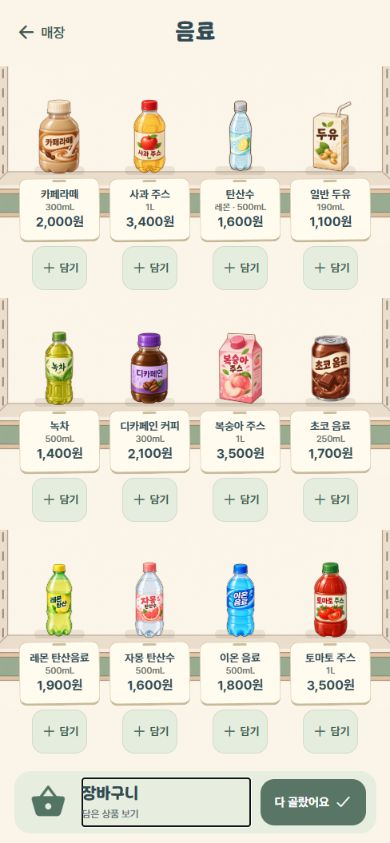 ← 매장
음료
카페라떼
사과 주스
두유
카페라떼
300mL
2,000원
사과 주스
1L
3,400원
탄산수
레몬 · 500mL
1,600원
일반 두유
190mL
1,100원
+ 담기
+ 담기
+ 담기
+ 담기
녹차
디카페인
복숭아
주스
초코 음료
녹차
500mL
1,400원
디카페인 커피
300mL
2,100원
복숭아 주스
1L
3,500원
초코 음료
250mL
1,700원
+ 담기
+ 담기
+ 담기
+ 담기
레몬
탄산
자몽
탄산수
이온
음료
토마토 주스
레몬 탄산음료
500mL
1,900원
자몽 탄산수
500mL
1,600원
이온 음료
500mL
1,800원
토마토 주스
1L
3,500원
+ 담기
+ 담기
+ 담기
+ 담기
장바구니
담은 상품 보기
다 골랐어요 ✓